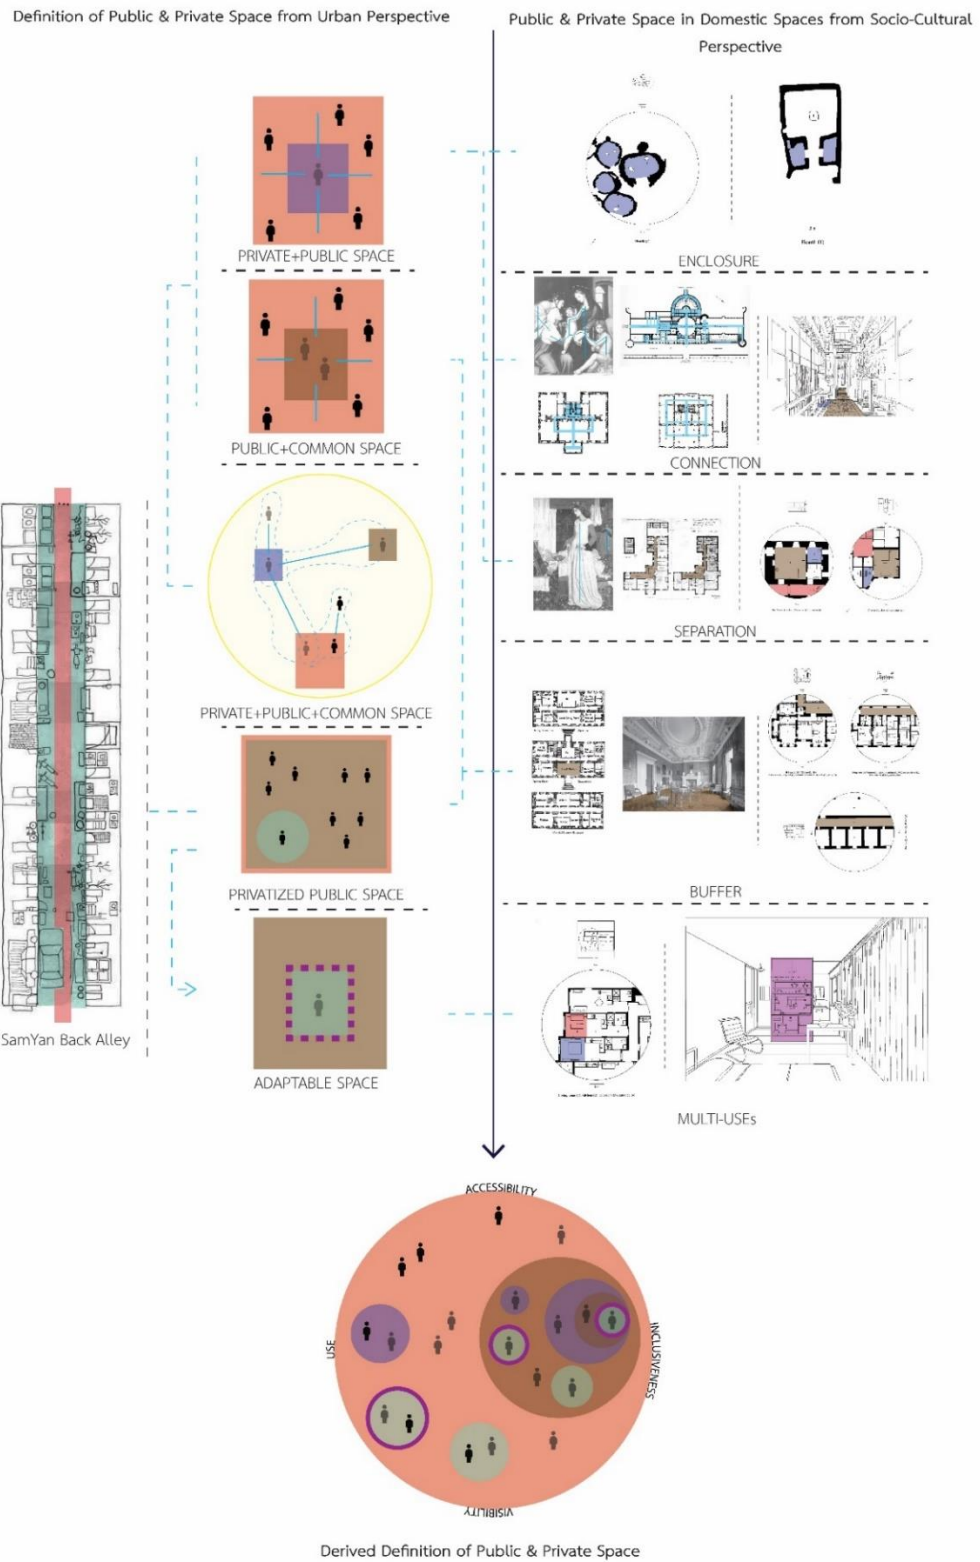 Definition of Public & Private Space from Urban Perspective
Public & Private Space in Domestic Spaces from Socio-Cultural
Perspective
PRIVATE+PUBLIC SPACE
PUBLIC+COMMON SPACE
PRIVATE+PUBLIC+COMMON SPACE
PRIVATIZED PUBLIC SPACE
ADAPTABLE SPACE
SamYan Back Alley
ENCLOSURE
CONNECTION
SEPARATION
BUFFER
MULTI-USEs
ACCESSIBILITY
USE
INCLUSIVENESS
VISIBILITY
Derived Definition of Public & Private Space